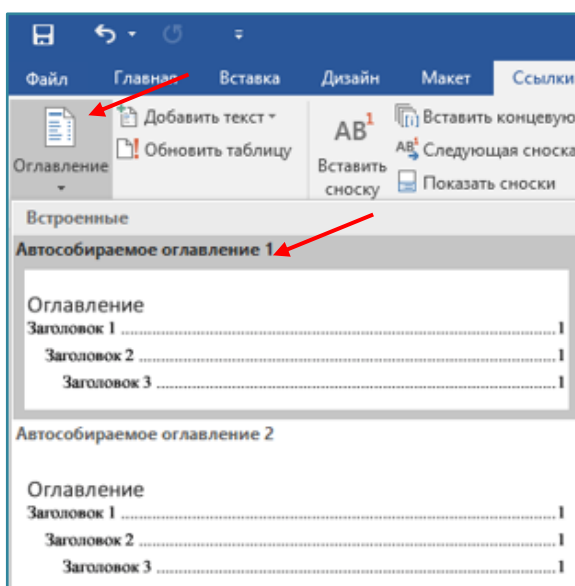 Файл Главная Вставка Дизайн Макет Ссылки
Оглавление
Добавить текст
Обновить таблицу
AB1
Вставить сноску
Вставить концевую
AB Следующая сноска
Показать сноски
Встроенные
Автособираемое оглавление 1
Оглавление
Заголовок 1 ........ 1
Заголовок 2 ........ 1
Заголовок 3 ........ 1
Автособираемое оглавление 2
Оглавление
Заголовок 1 ........ 1
Заголовок 2 ........ 1
Заголовок 3 ........ 1